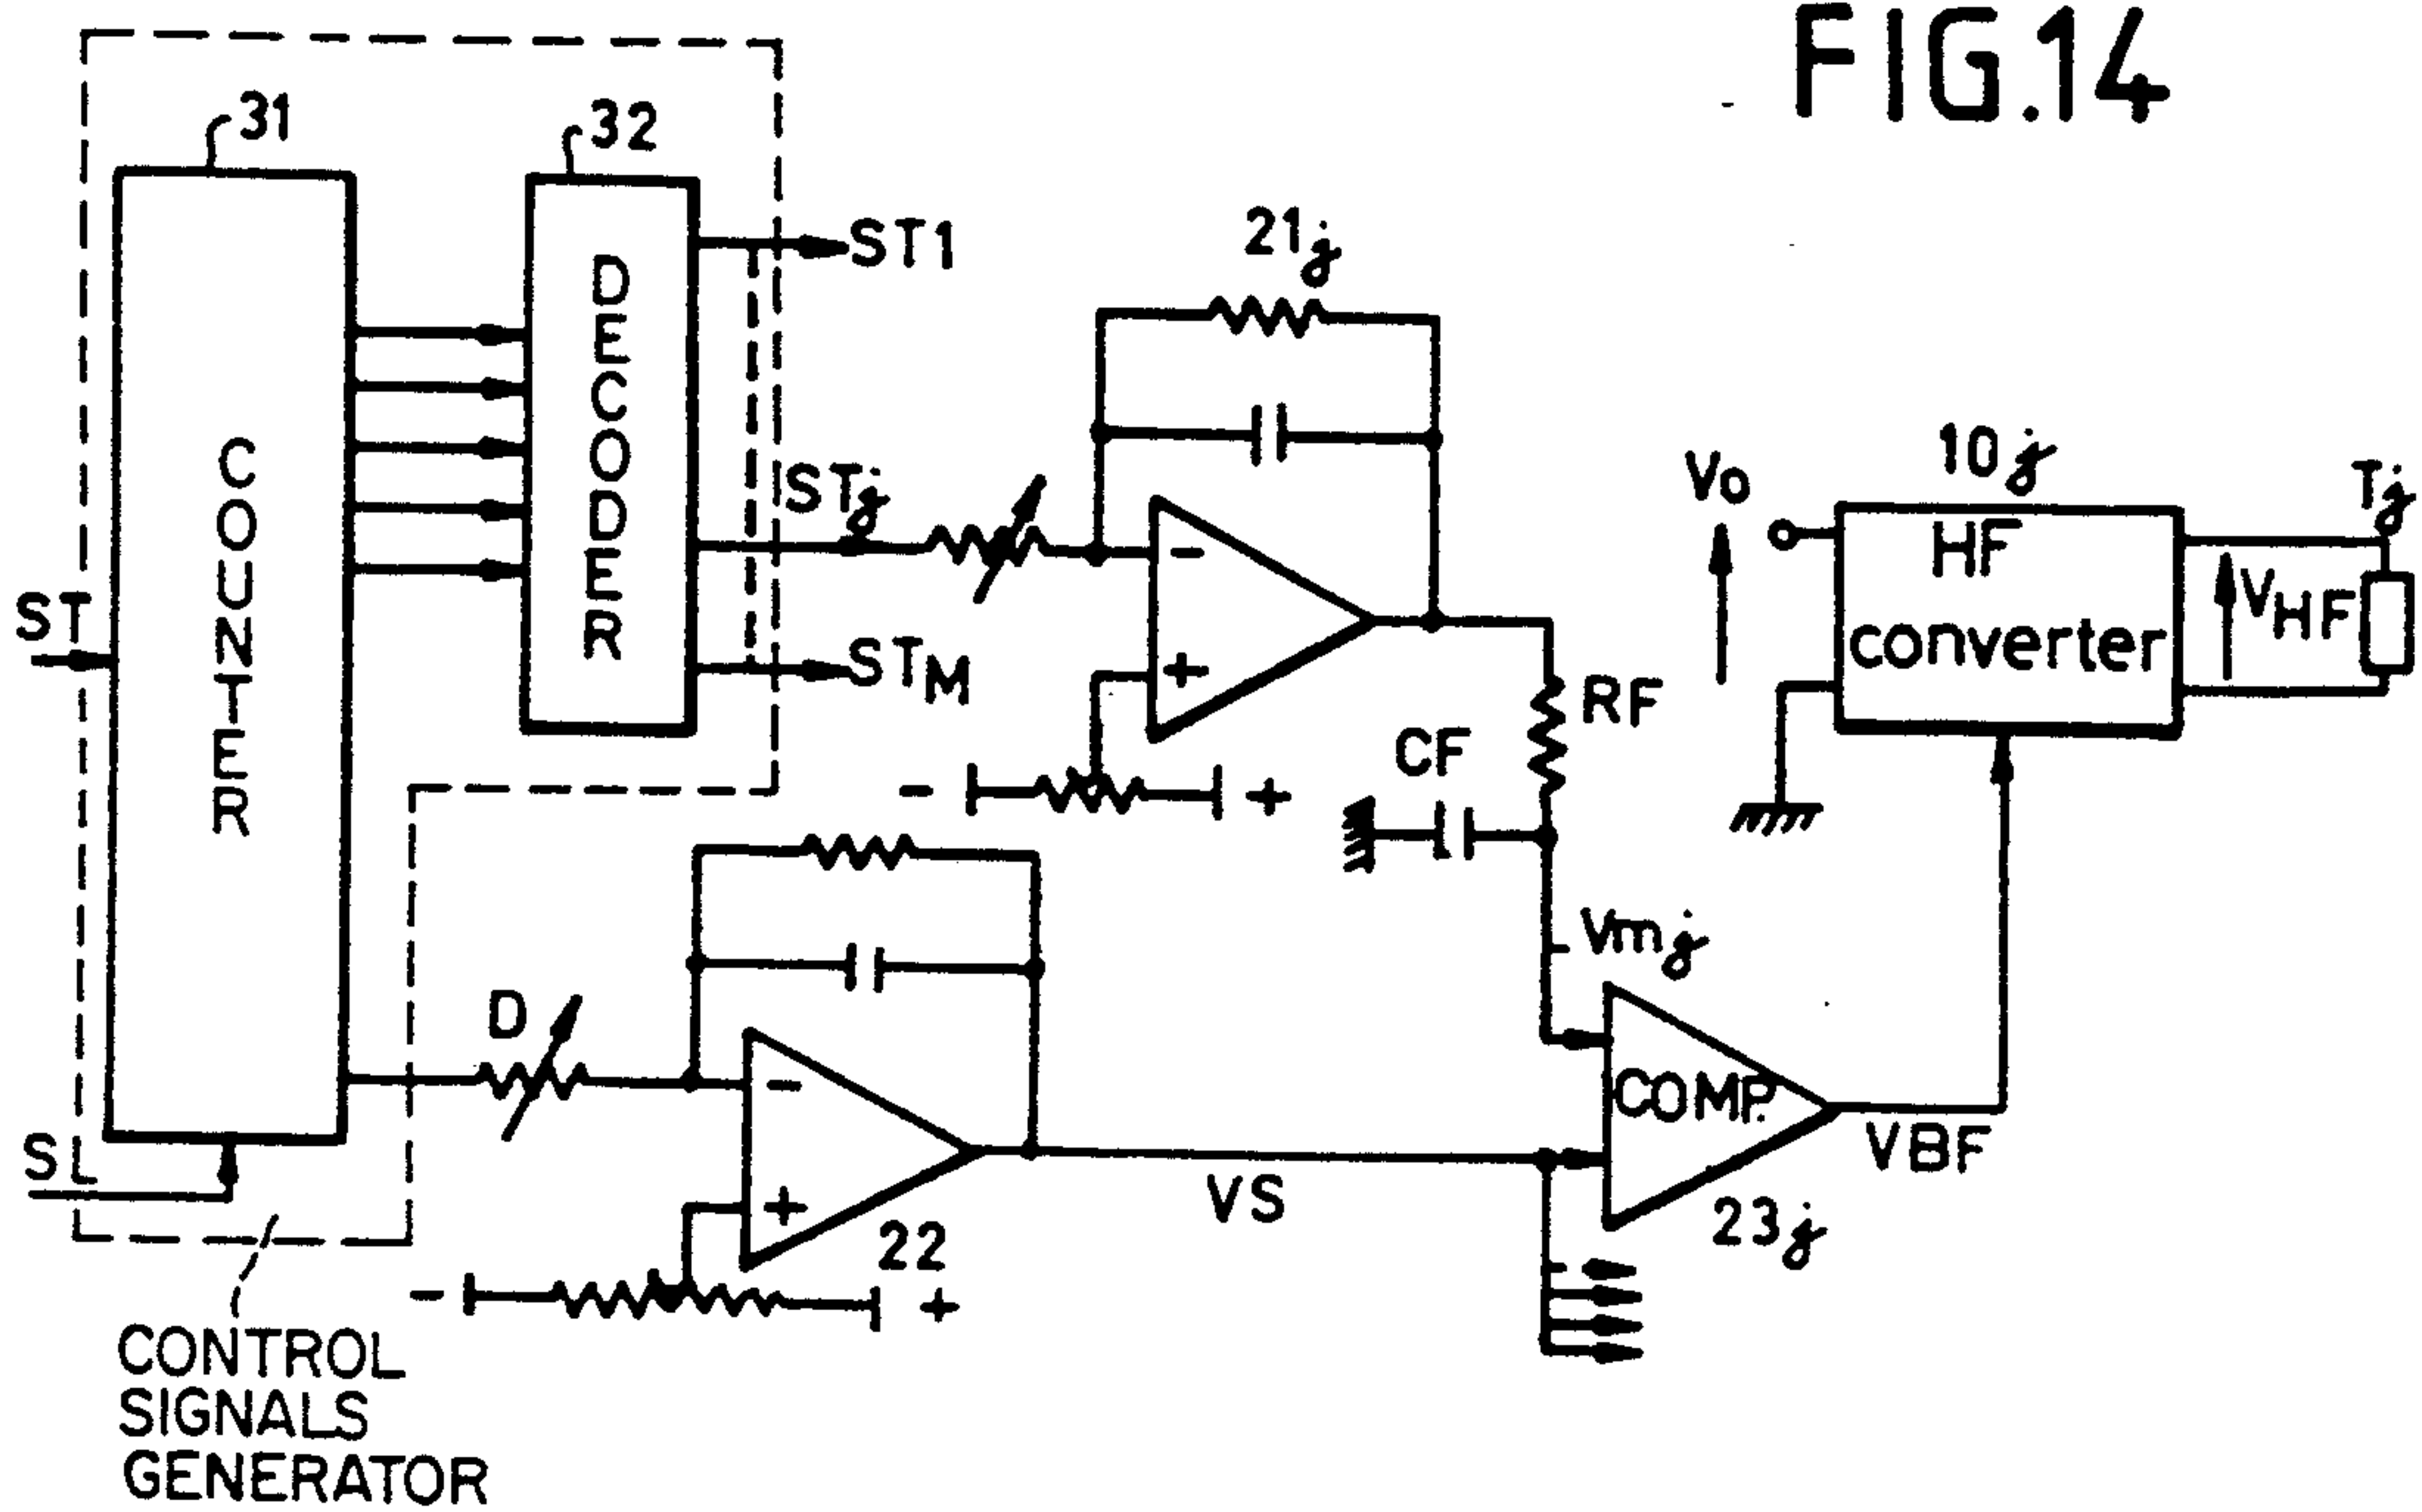 FIG.14
31
32
COUNTER
DECODER
ST1
21j
STj
ST
STM
-
+
- +
Vo
10j
HF
converter
VHF
Tj
RF
CF
Vmj
D
-
+
22
- +
SL
VS
COMP.
VBF
23j
CONTROL
SIGNALS
GENERATOR